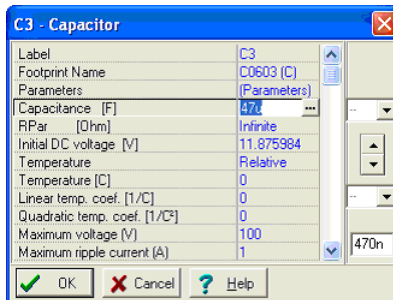 C3 - Capacitor
Label C3
Footprint Name C0603 (C)
Parameters (Parameters)
Capacitance [F] 47u ...
RPar [Ohm] Infinite
Initial DC voltage [V] 11.875984
Temperature Relative
Temperature [C] 0
Linear temp. coef. [1/C] 0
Quadratic temp. coef. [1/C²] 0
Maximum voltage (V) 100
Maximum ripple current (A) 1
--
--
470n
OK Cancel ? Help